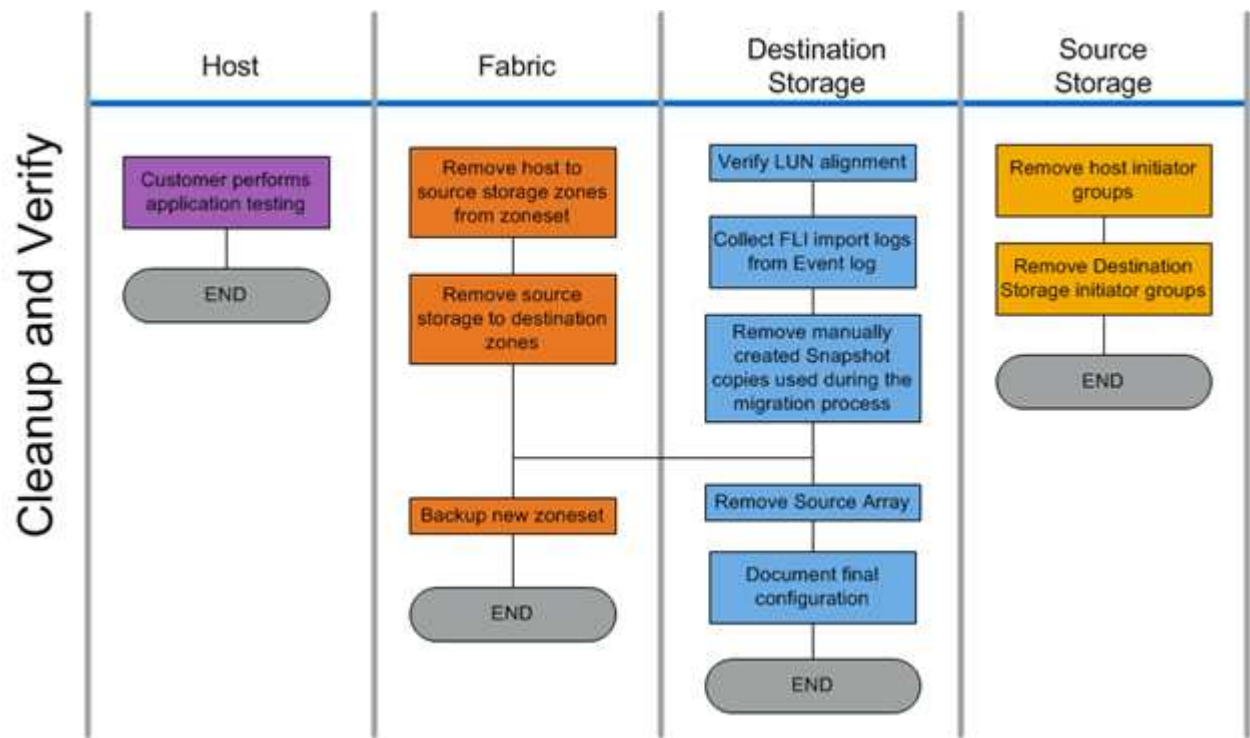 Cleanup and Verify
Host
Fabric
Destination
Storage
Source
Storage
Customer performs
application testing
END
Remove host to
source storage zones
from zoneset
Remove source
storage to destination
zones
Backup new zoneset
END
Verify LUN alignment
Collect FLI import logs
from Event log
Remove manually
created Snapshot
copies used during the
migration process
Remove Source Array
Document final
configuration
END
Remove host initiator
groups
Remove Destination
Storage initiator groups
END